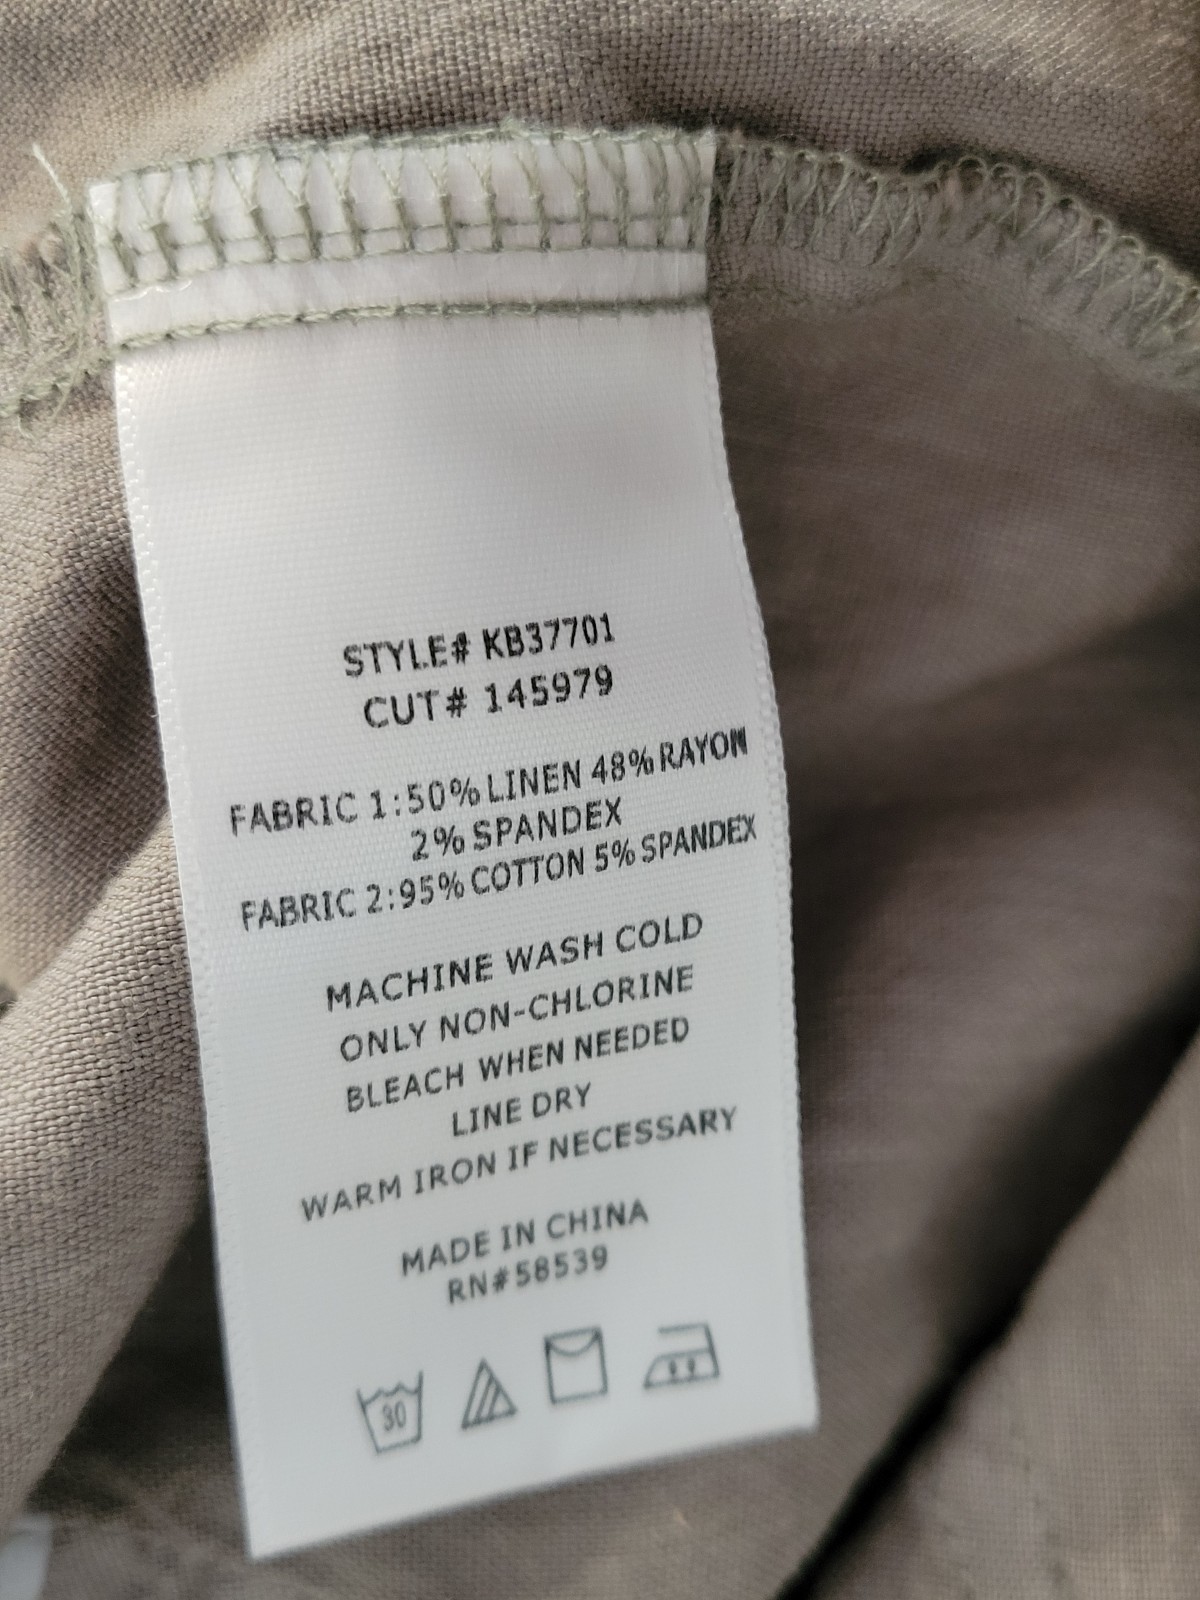 STYLE# KB37701
CUT# 145979
FABRIC 1:50% LINEN 48% RAYON
2% SPANDEX
FABRIC 2:95% COTTON 5% SPANDEX
MACHINE WASH COLD
ONLY NON-CHLORINE
BLEACH WHEN NEEDED
LINE DRY
WARM IRON IF NECESSARY
MADE IN CHINA
RN#58539
30